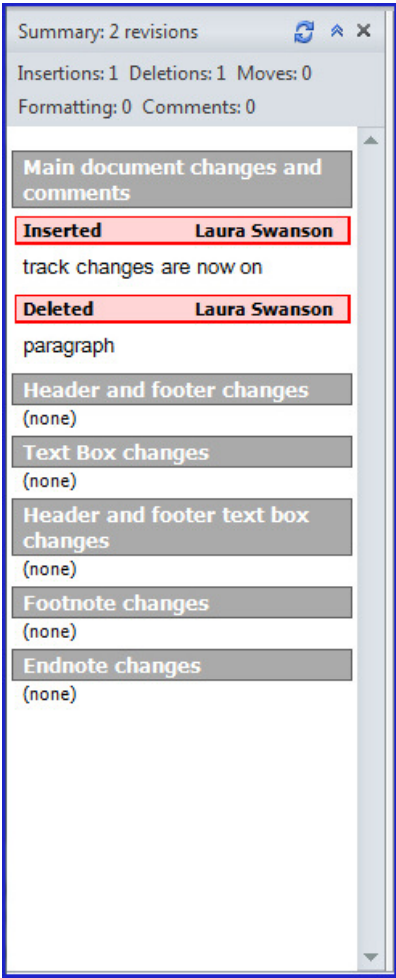 Summary: 2 revisions
Insertions: 1 Deletions: 1 Moves: 0
Formatting: 0 Comments: 0
Main document changes and
comments
Inserted Laura Swanson
track changes are now on
Deleted Laura Swanson
paragraph
Header and footer changes
(none)
Text Box changes
(none)
Header and footer text box
changes
(none)
Footnote changes
(none)
Endnote changes
(none)